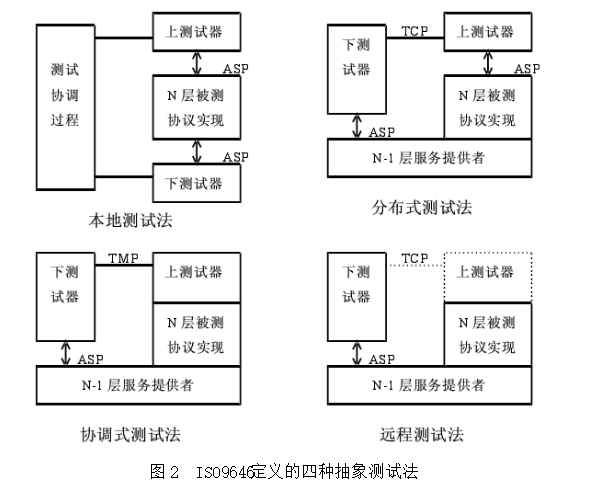 上测试器
测试
协调
过程
ASP
N 层被测
协议实现
ASP
下测试器
本地测试法
下测
试器
TCP
上测试器
ASP
N 层被测
协议实现
ASP
N-1 层服务提供者
分布式测试法
下测
试器
TMP
上测试器
N 层被测
协议实现
ASP
N-1 层服务提供者
协调式测试法
下测
试器
TCP
上测试器
N 层被测
协议实现
ASP
N-1 层服务提供者
远程测试法
图 2 ISO9646定义的四种抽象测试法